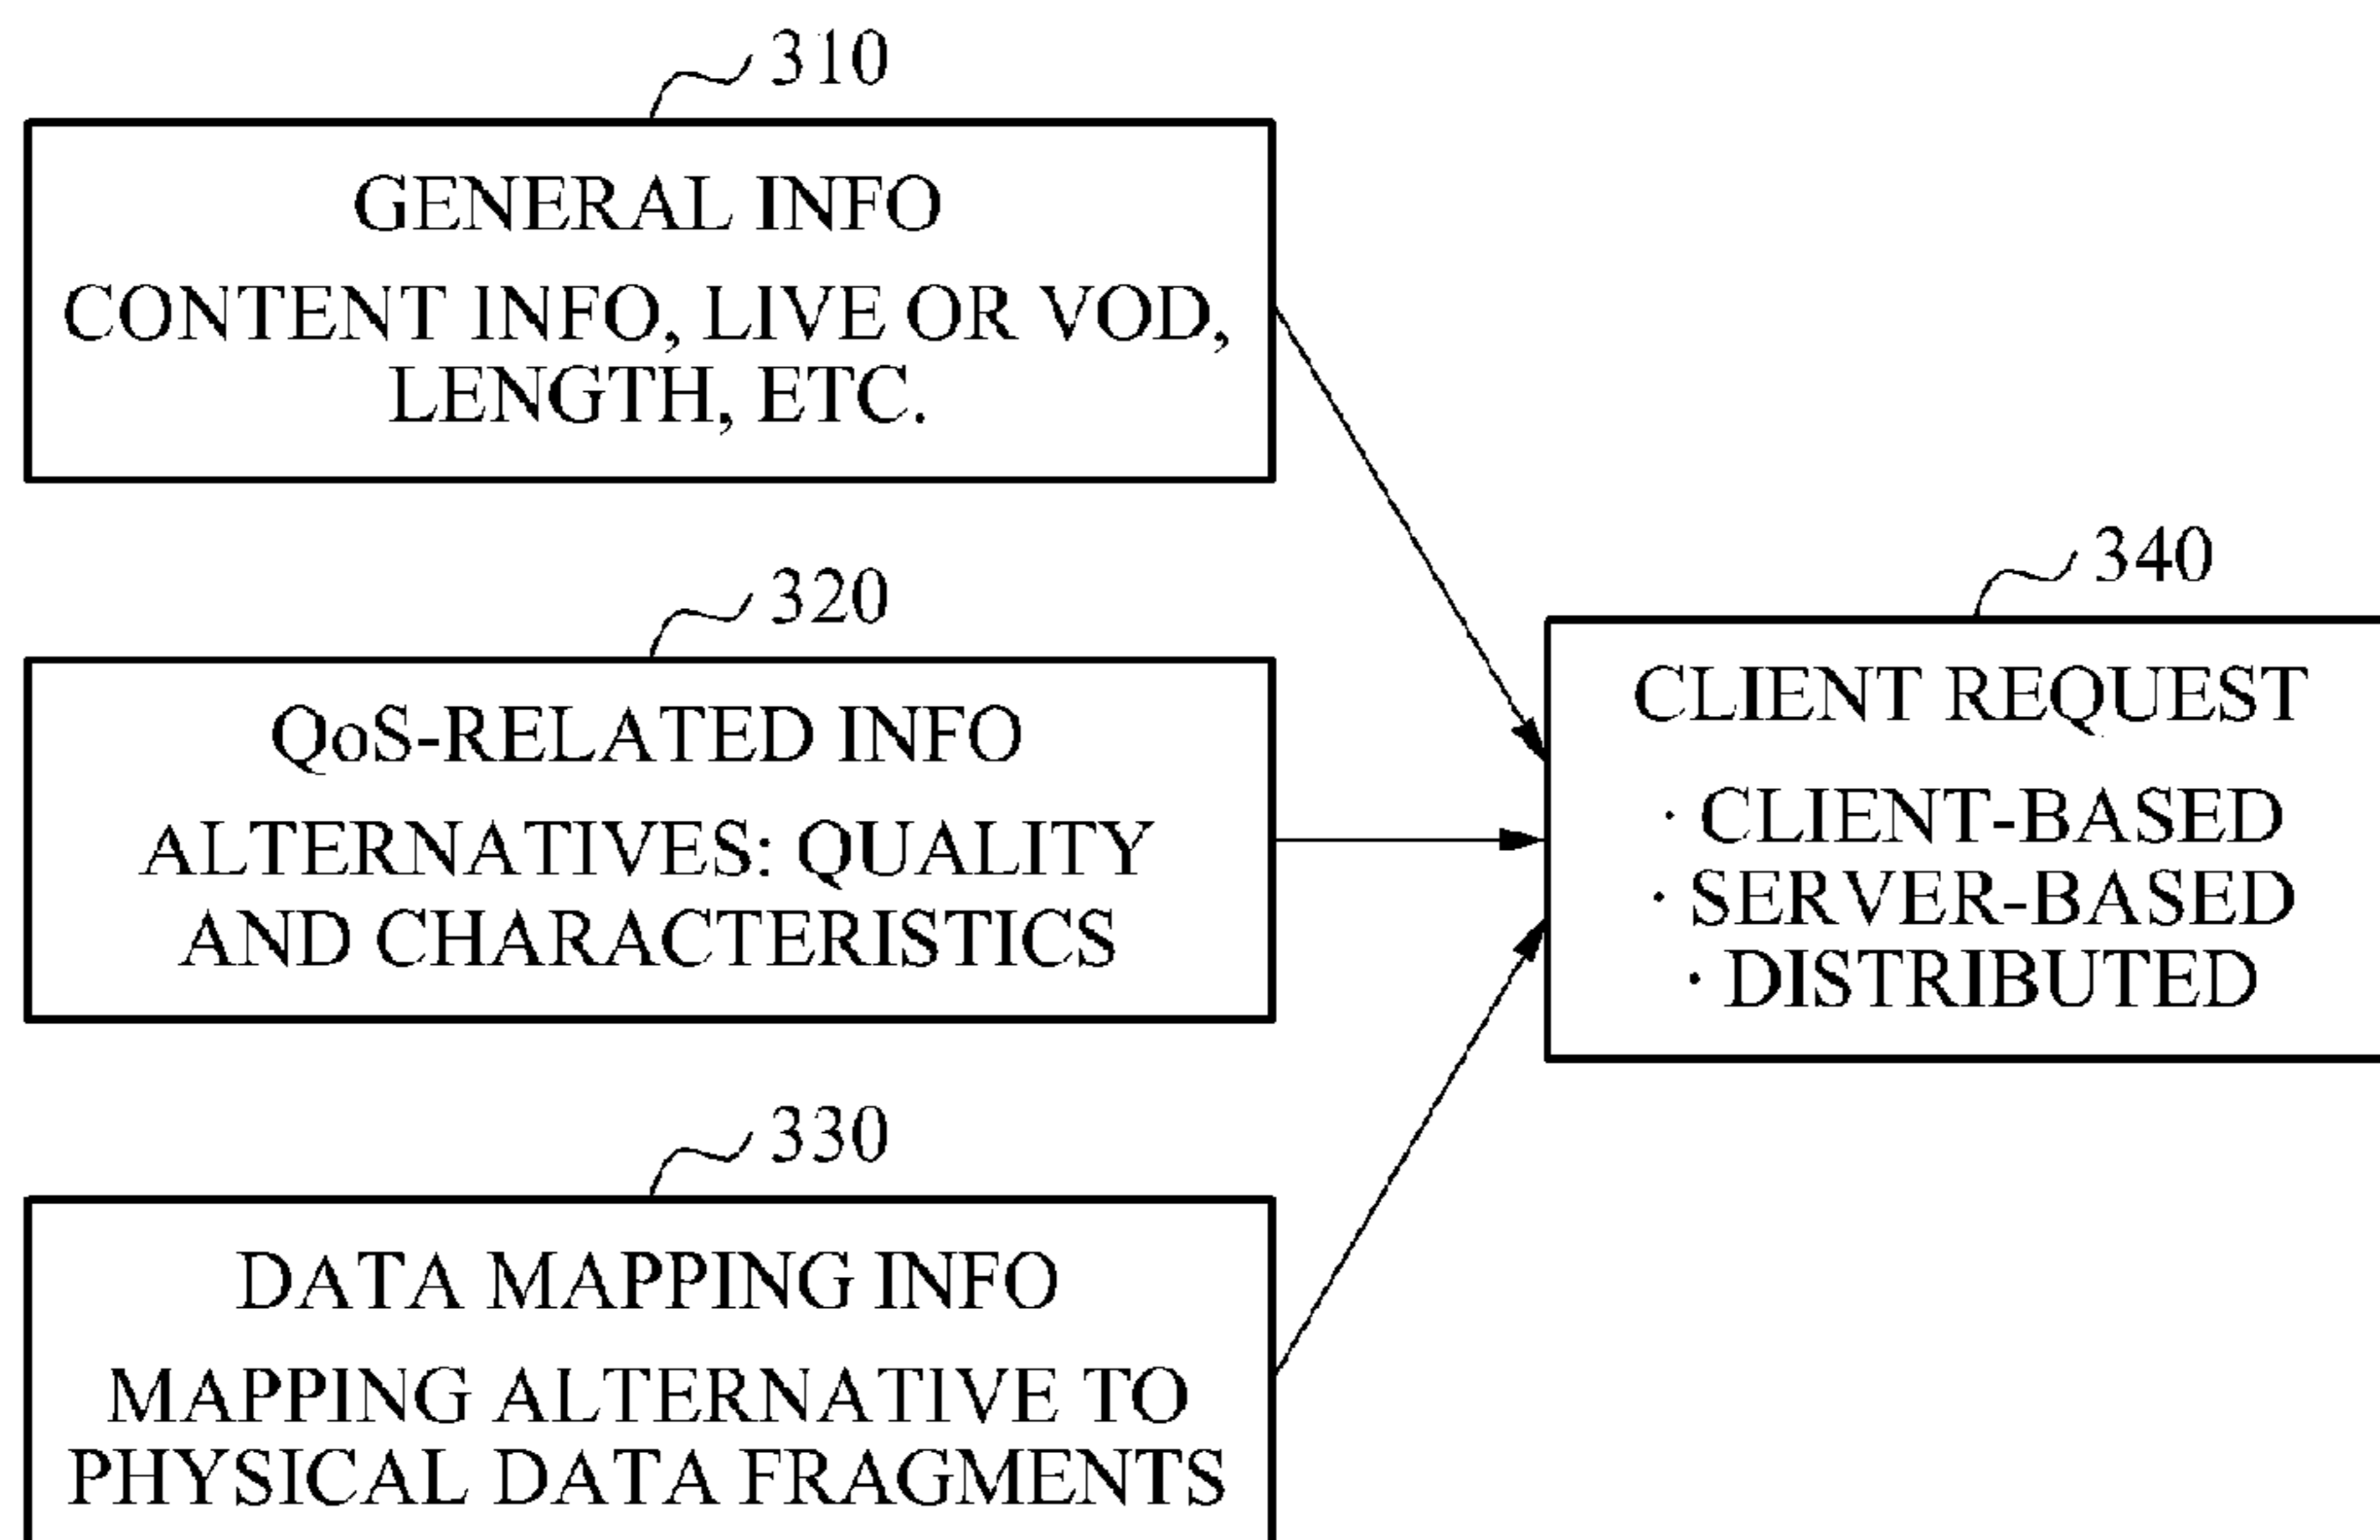 310
GENERAL INFO
CONTENT INFO, LIVE OR VOD,
LENGTH, ETC.
320
QoS-RELATED INFO
ALTERNATIVES: QUALITY
AND CHARACTERISTICS
330
DATA MAPPING INFO
MAPPING ALTERNATIVE TO
PHYSICAL DATA FRAGMENTS
340
CLIENT REQUEST
· CLIENT-BASED
· SERVER-BASED
· DISTRIBUTED